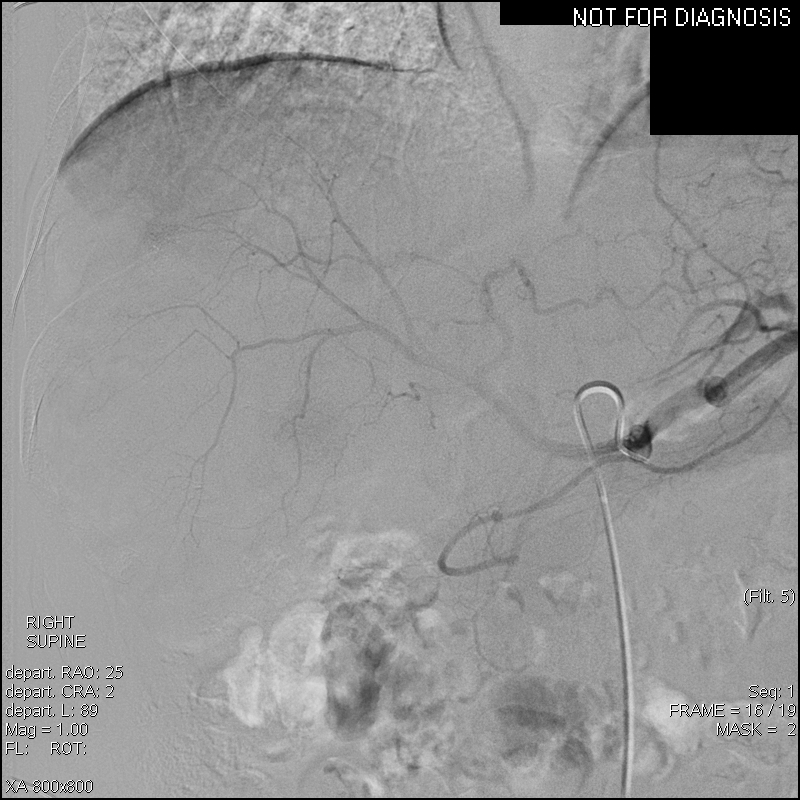 NOT FOR DIAGNOSIS
(Filt. 5)
RIGHT
SUPINE
depart. RAO: 25
depart. CRA: 2
depart. L: 89
Mag = 1.00
FL: ROT:
Seq: 1
FRAME = 16 / 19
MASK = 2
XA 800x800